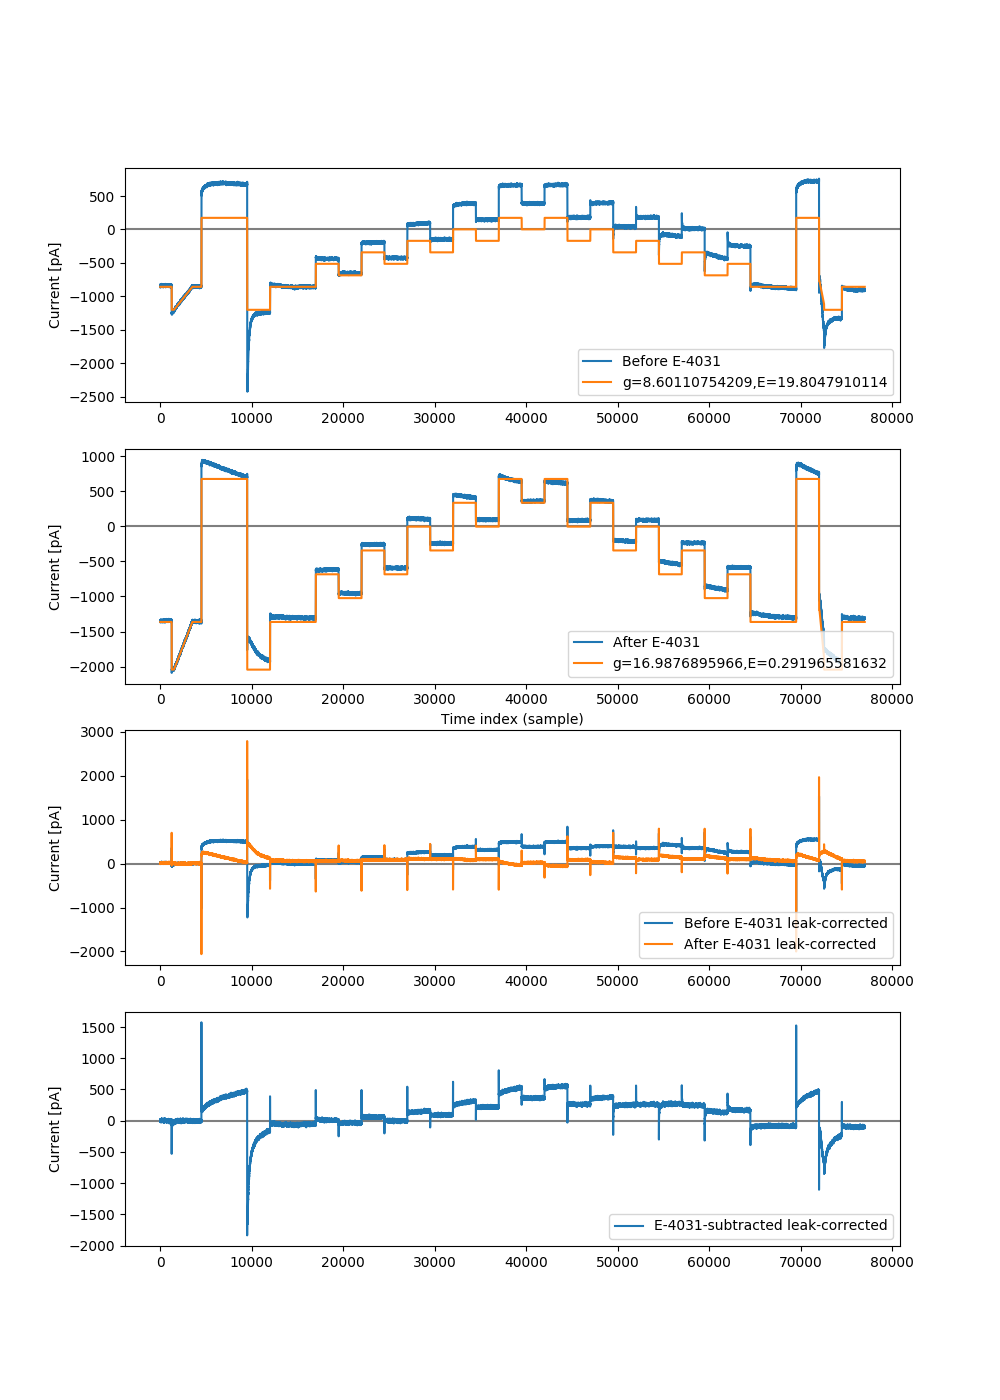 500
0
−500
−1000
−1500
−2000
−2500
Current [pA]
Before E-4031
g=8.60110754209,E=19.8047910114
0 10000 20000 30000 40000 50000 60000 70000 80000
1000
500
0
−500
−1000
−1500
−2000
Current [pA]
After E-4031
g=16.9876895966,E=0.291965581632
0 10000 20000 30000 40000 50000 60000 70000 80000
Time index (sample)
3000
2000
1000
0
−1000
−2000
Current [pA]
Before E-4031 leak-corrected
After E-4031 leak-corrected
0 10000 20000 30000 40000 50000 60000 70000 80000
1500
1000
500
0
−500
−1000
−1500
−2000
Current [pA]
E-4031-subtracted leak-corrected
0 10000 20000 30000 40000 50000 60000 70000 80000